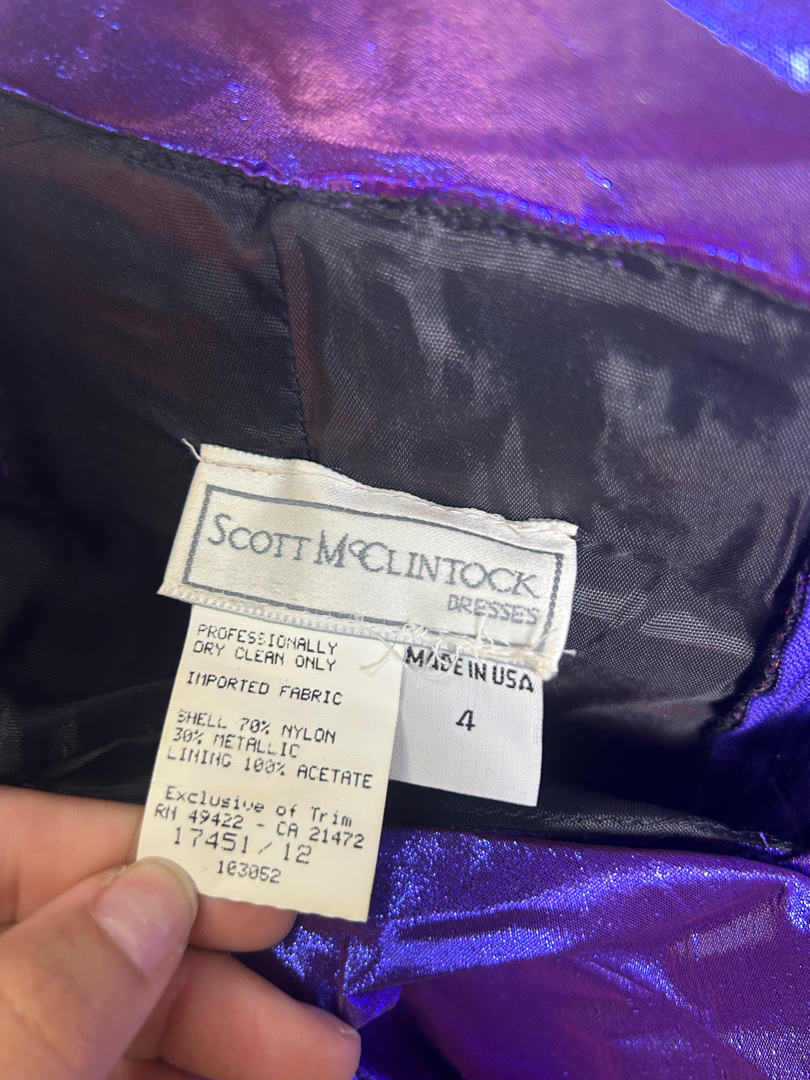 SCOTT McCLINTOCK
DRESSES
PROFESSIONALLY
DRY CLEAN ONLY
IMPORTED FABRIC
SHELL 70% NYLON
30% METALLIC
LINING 100% ACETATE
Exclusive of Trim
RN 49422 - CA 21472
17451/12
103052
MADE IN USA
4